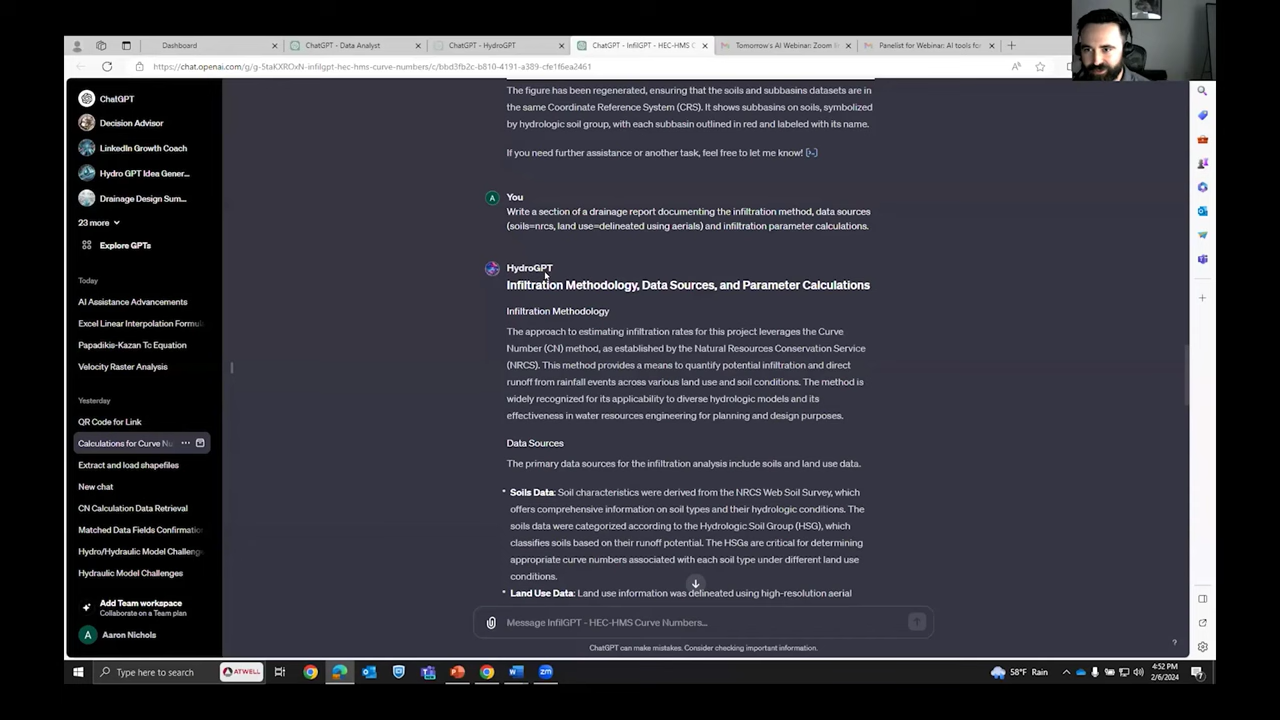 Dashboard
ChatGPT - Data Analyst
ChatGPT - HydroGPT
ChatGPT - InfilGPT - HEC-HMS C
Tomorrow's AI Webinar: Zoom
Panelist for Webinar: AI tools fo
https://chat.openai.com/g/g-5taKXROxN-infilgpt-hec-hms-curve-numbers/c/bbd3fb2c-b810-4191-a389-cfe1f6ea2461
ChatGPT
Decision Advisor
LinkedIn Growth Coach
Hydro GPT Idea Gener...
Drainage Design Sum...
23 more
Explore GPTs
Today
AI Assistance Advancements
Excel Linear Interpolation Formul
Papadikis-Kazan Tc Equation
Velocity Raster Analysis
Yesterday
QR Code for Link
Calculations for Curve Nu
Extract and load shapefiles
New chat
CN Calculation Data Retrieval
Matched Data Fields Confirmatio
Hydro/Hydraulic Model Challeng
Hydraulic Model Challenges
Add Team workspace
Collaborate on a Team plan
A Aaron Nichols
The figure has been regenerated, ensuring that the soils and subbasins datasets are in
the same Coordinate Reference System (CRS). It shows subbasins on soils, symbolized
by hydrologic soil group, with each subbasin outlined in red and labeled with its name.
If you need further assistance or another task, feel free to let me know! [>-]
A You
Write a section of a drainage report documenting the infiltration method, data sources
(soils=nrcs, land use=delineated using aerials) and infiltration parameter calculations.
HydroGPT
Infiltration Methodology, Data Sources, and Parameter Calculations
Infiltration Methodology
The approach to estimating infiltration rates for this project leverages the Curve
Number (CN) method, as established by the Natural Resources Conservation Service
(NRCS). This method provides a means to quantify potential infiltration and direct
runoff from rainfall events across various land use and soil conditions. The method is
widely recognized for its applicability to diverse hydrologic models and its
effectiveness in water resources engineering for planning and design purposes.
Data Sources
The primary data sources for the infiltration analysis include soils and land use data.
• Soils Data: Soil characteristics were derived from the NRCS Web Soil Survey, which
offers comprehensive information on soil types and their hydrologic conditions. The
soils data were categorized according to the Hydrologic Soil Group (HSG), which
classifies soils based on their runoff potential. The HSGs are critical for determining
appropriate curve numbers associated with each soil type under different land use
conditions.
• Land Use Data: Land use information was delineated using high-resolution aerial
Message InfilGPT - HEC-HMS Curve Numbers...
ChatGPT can make mistakes. Consider checking important information.
?
Type here to search
ATWELL
58°F Rain
4:52 PM
2/6/2024